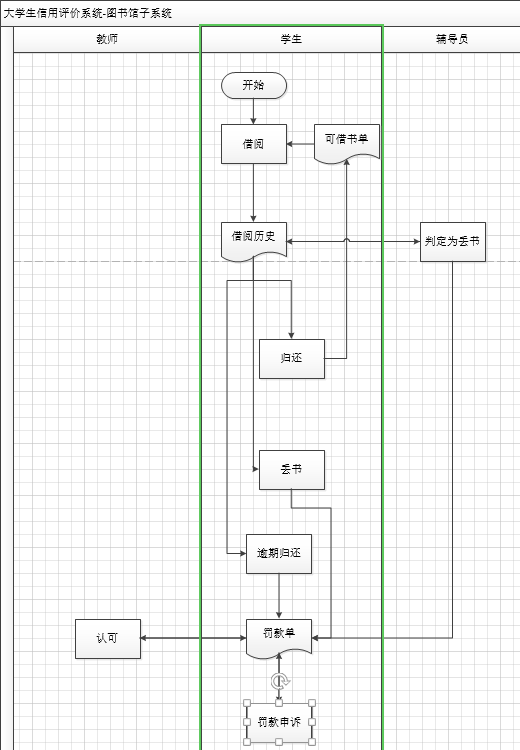 大学生信用评价系统-图书馆子系统
教师
学生
辅导员
开始
借阅
可借书单
借阅历史
判定为丢书
归还
丢书
逾期归还
认可
罚款单
罚款申诉